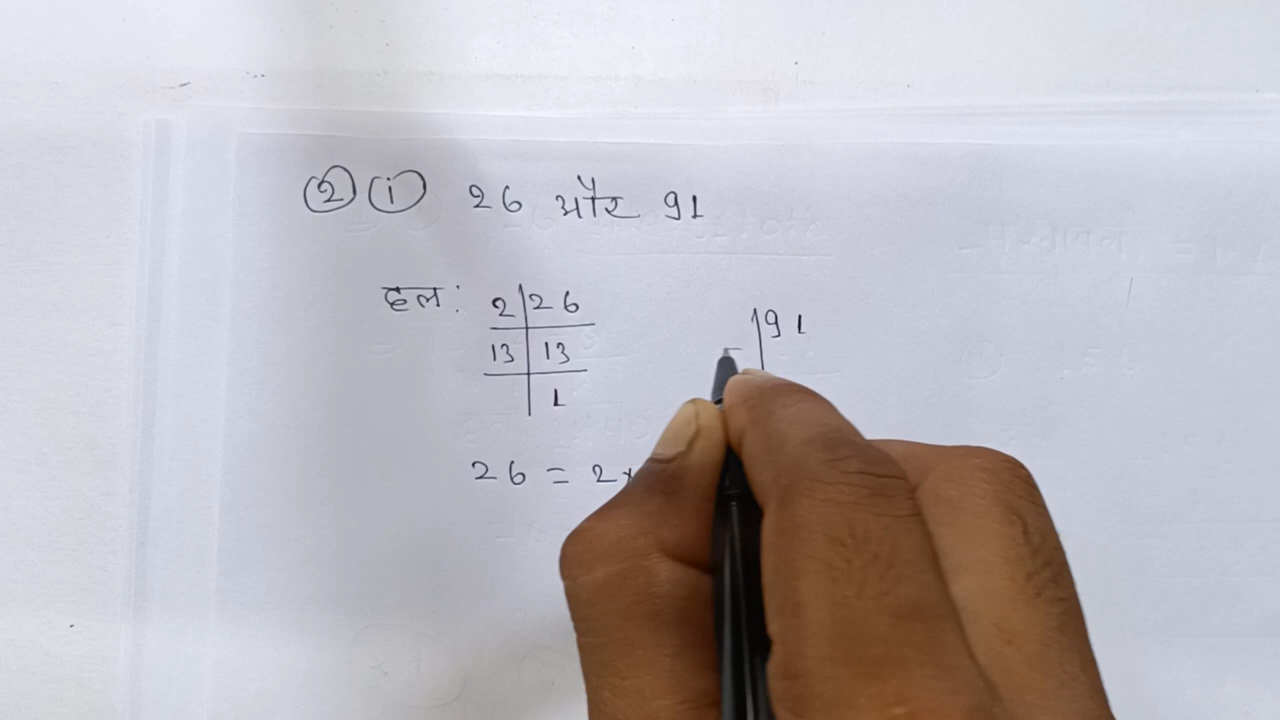 ② ⓘ 26 और 91
हल: 2 | 26
13 | 13
1
91
26 = 2×